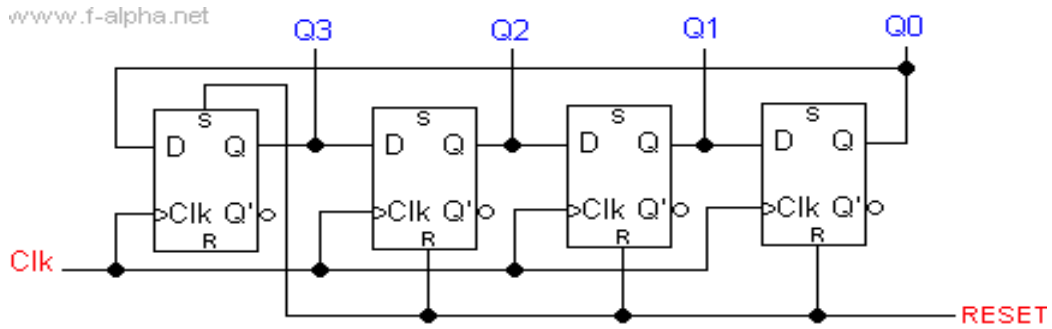 www.f-alpha.net
Q3 Q2 Q1 Q0
S S S S
D Q D Q D Q D Q
Clk Q' Clk Q' Clk Q' Clk Q'
R R R R
Clk
RESET